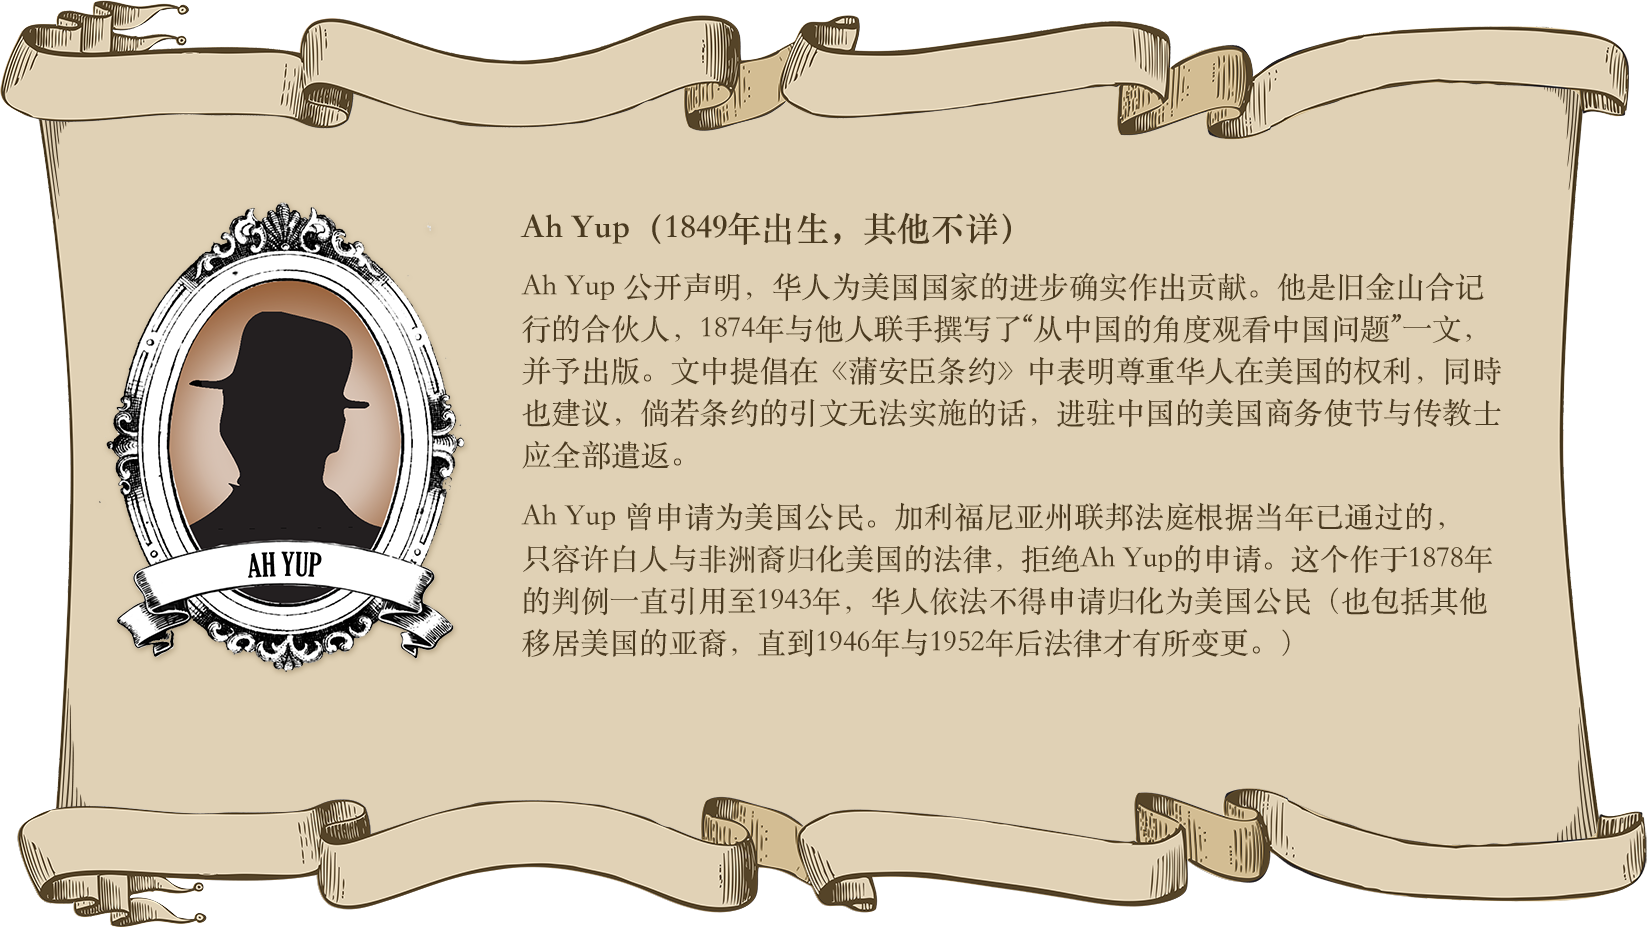 Ah Yup（1849年出生，其他不详）
Ah Yup 公开声明，华人为美国国家的进步确实作出贡献。他是旧金山合记
行的合伙人，1874年与他人联手撰写了“从中国的角度观看中国问题”一文，
并予出版。文中提倡在《蒲安臣条约》中表明尊重华人在美国的权利，同時
也建议，倘若条约的引文无法实施的话，进驻中国的美国商务使节与传教士
应全部遣返。
Ah Yup 曾申请为美国公民。加利福尼亚州联邦法庭根据当年已通过的，
只容许白人与非洲裔归化美国的法律，拒绝Ah Yup的申请。这个作于1878年
的判例一直引用至1943年，华人依法不得申请归化为美国公民（也包括其他
移居美国的亚裔，直到1946年与1952年后法律才有所变更。）
AH YUP